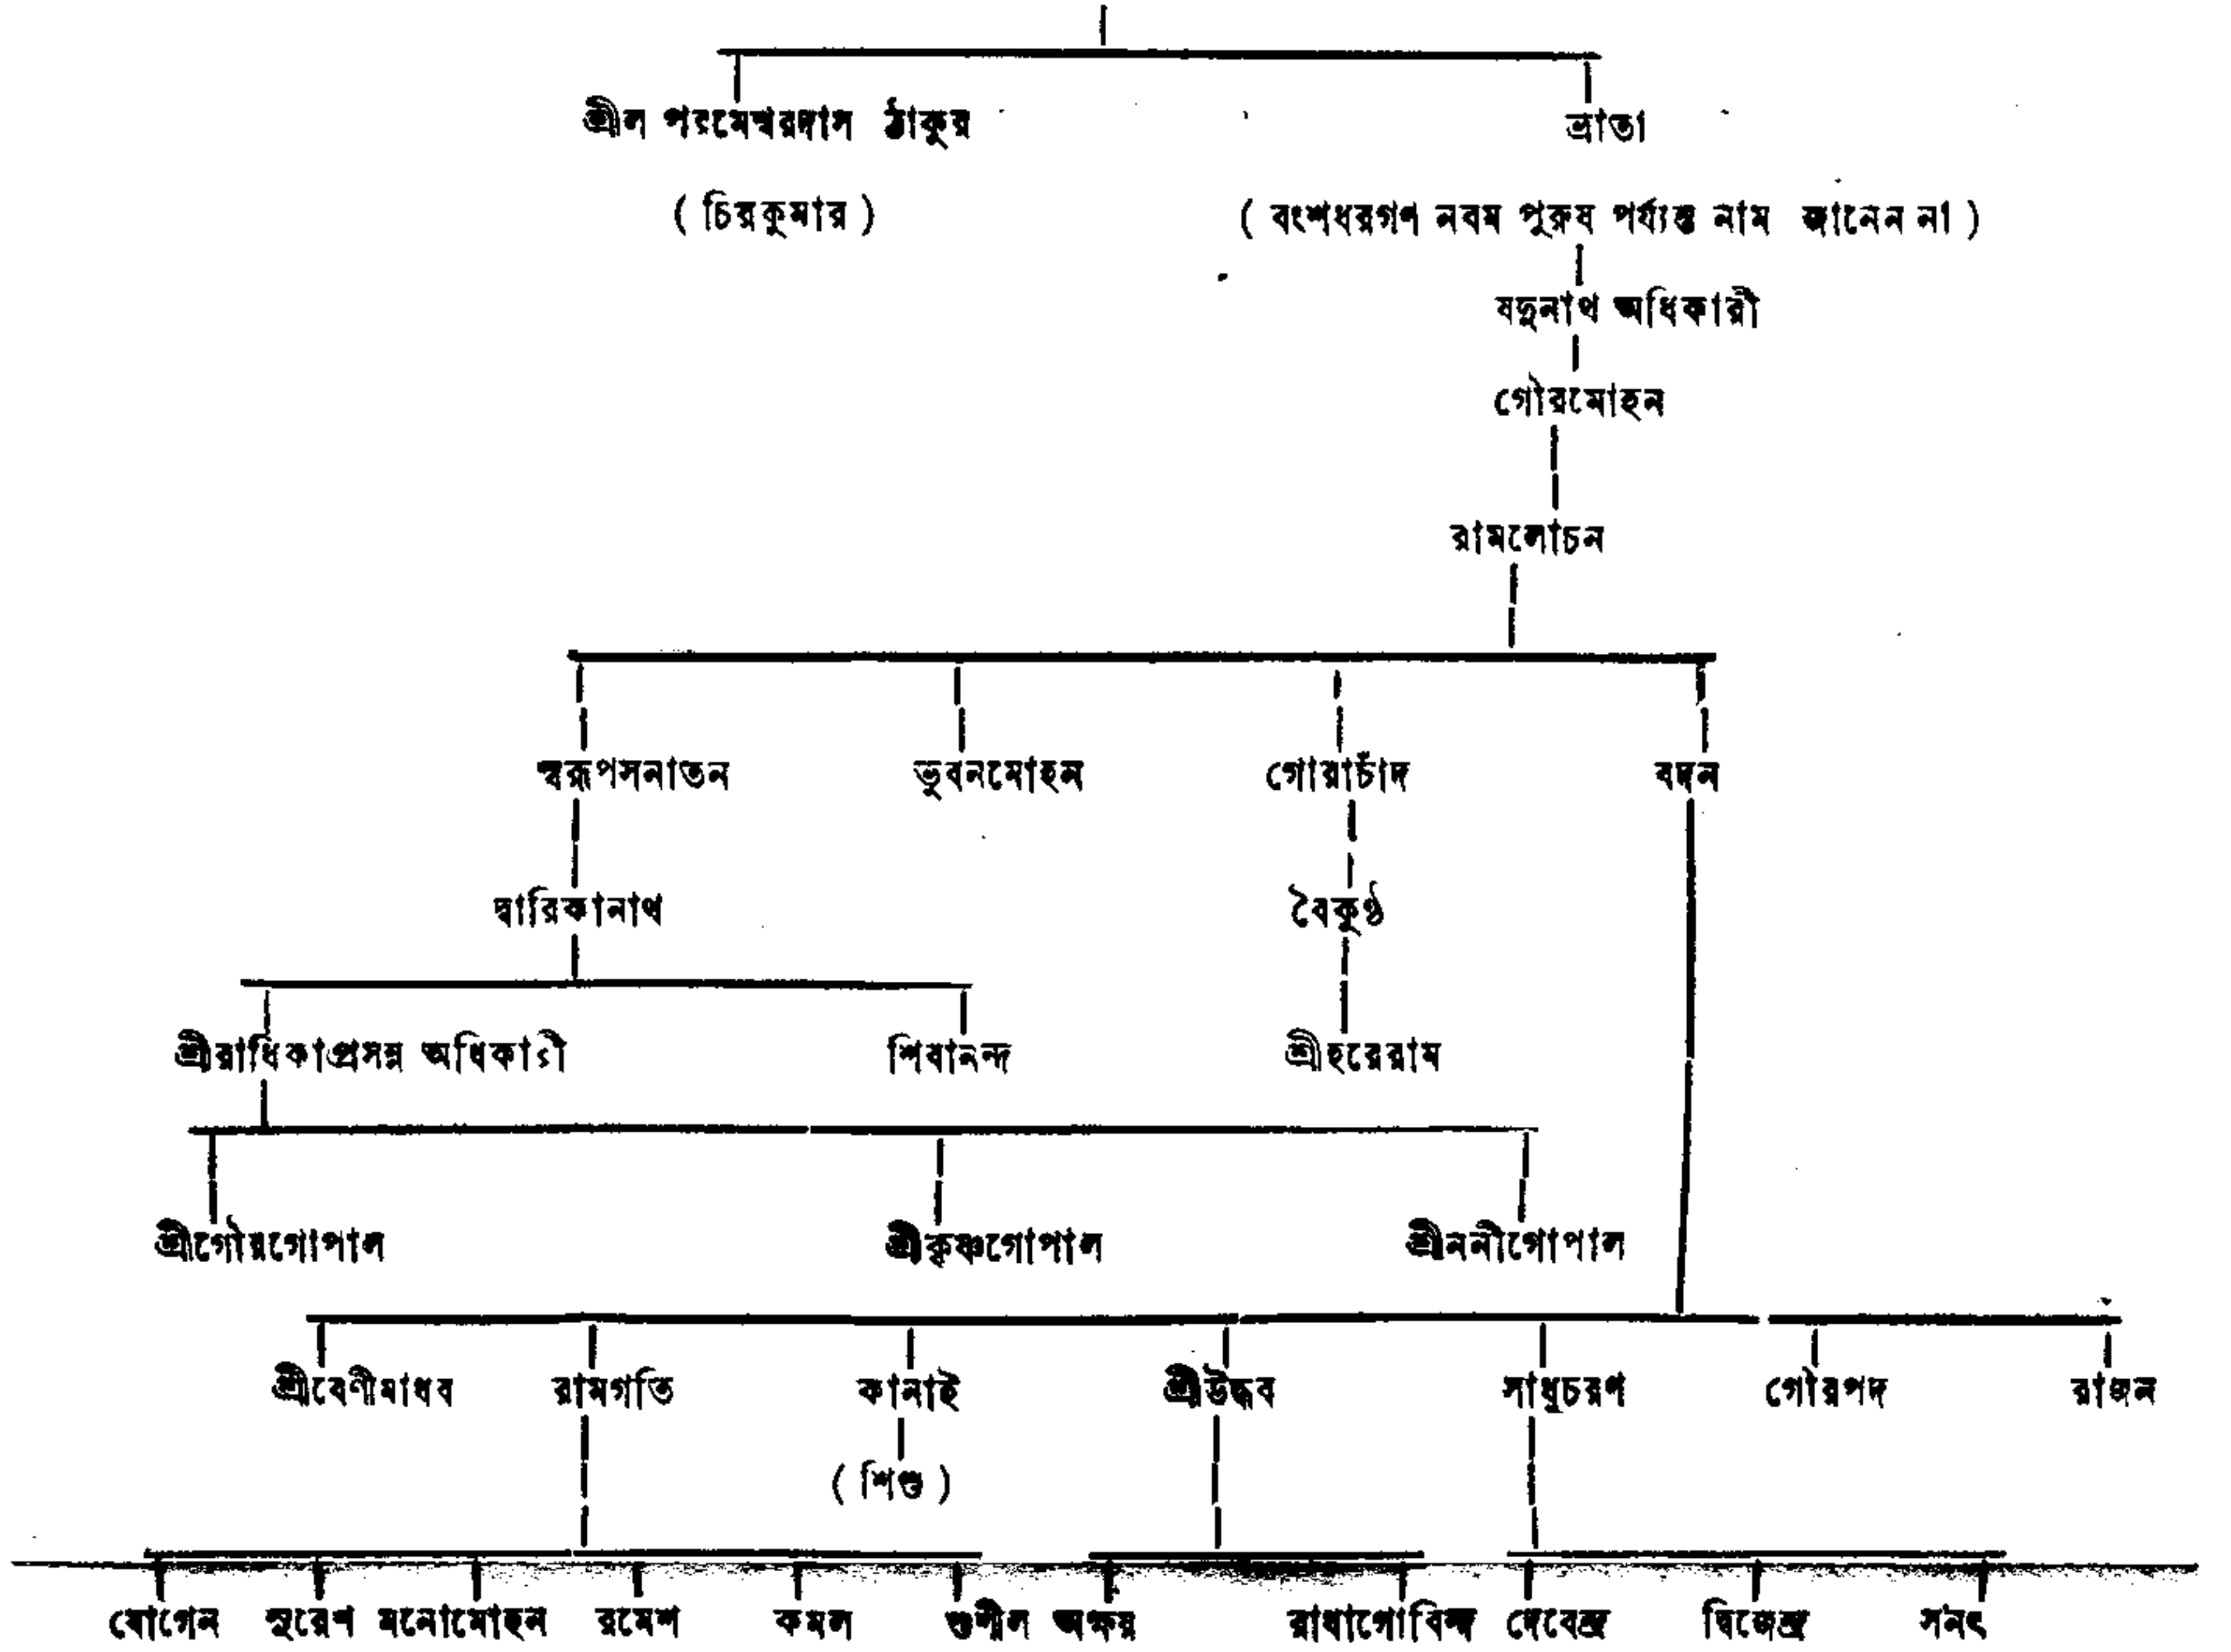 শ্রীল পরমেশ্বরদাস ঠাকুর ভ্রাতা
( চিরকুমার ) ( বংশধরগণ নবম পুরুষ পর্য্যন্ত নাম জানেন না )
যদুনাথ অধিকারী
গৌরমোহন
রামলোচন
স্বরূপসনাতন ভুবনমোহন গোরাচাঁদ বদন
দ্বারিকানাথ বৈকুণ্ঠ
শ্রীরাধিকাপ্রসন্ন অধিকারী শিবানন্দ শ্রীহরেরাম
শ্রীগৌরগোপাল শ্রীকৃষ্ণগোপাল শ্রীননীগোপাল
শ্রীবেণীমাধব রামগতি কানাই শ্রীউদ্ধব সাধুচরণ গৌরপদ রাজন
( শিশু )
যোগেন সুরেশ মনোমোহন রমেশ কমল শুশীল অক্ষয় রাধাগোবিন্দ দেবেন্দ্র দ্বিজেন্দ্র সনৎ